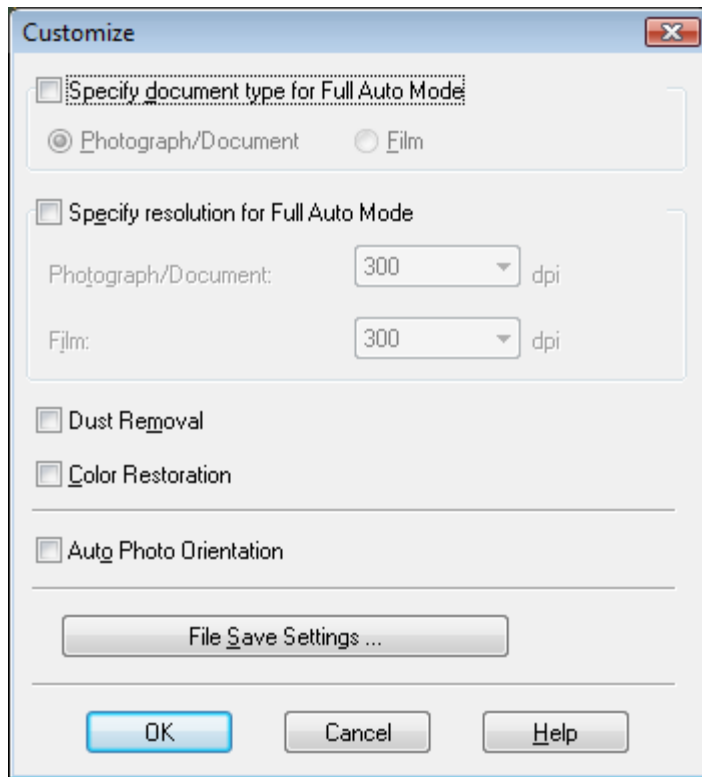 Customize
Specify document type for Full Auto Mode
Photograph/Document Film
Specify resolution for Full Auto Mode
Photograph/Document: 300 dpi
Film: 300 dpi
Dust Removal
Color Restoration
Auto Photo Orientation
File Save Settings ...
OK Cancel Help